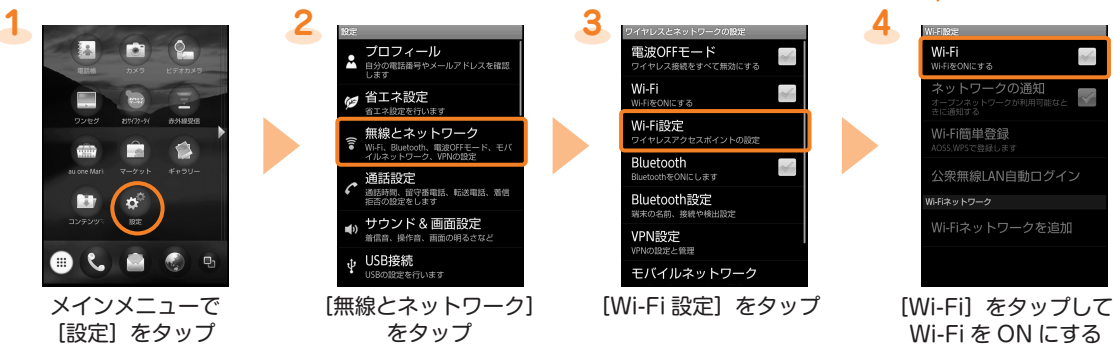 1
電話帳
カメラ
ビデオカメラ
ワンセグ
おサイフケータイ
赤外線受信
au one Mark
マーケット
ギャラリー
コンテンツ
設定
メインメニューで
[設定] をタップ
2
設定
プロフィール
自分の電話番号やメールアドレスを確認
します
省エネ設定
省エネ設定を行います
無線とネットワーク
Wi-Fi、Bluetooth、電波OFFモード、モバ
イルネットワーク、VPNの設定
通話設定
通話時間、留守番電話、転送電話、着信
拒否の設定をします
サウンド & 画面設定
着信音、操作音、画面の明るさなど
USB接続
USBの設定を行います
[無線とネットワーク]
をタップ
3
ワイヤレスとネットワークの設定
電波OFFモード
ワイヤレス接続をすべて無効にする
Wi-Fi
Wi-FiをONにする
Wi-Fi設定
ワイヤレスアクセスポイントの設定
Bluetooth
BluetoothをONにします
Bluetooth設定
端末の名前、接続や検出設定
VPN設定
VPNの設定と管理
モバイルネットワーク
[Wi-Fi 設定] をタップ
4
Wi-Fi設定
Wi-Fi
Wi-FiをONにする
ネットワークの通知
オープンネットワークが利用可能なと
きに通知する
Wi-Fi簡単登録
AOSS,WPSで登録します
公衆無線LAN自動ログイン
Wi-Fiネットワーク
Wi-Fiネットワークを追加
[Wi-Fi] をタップして
Wi-Fi を ON にする